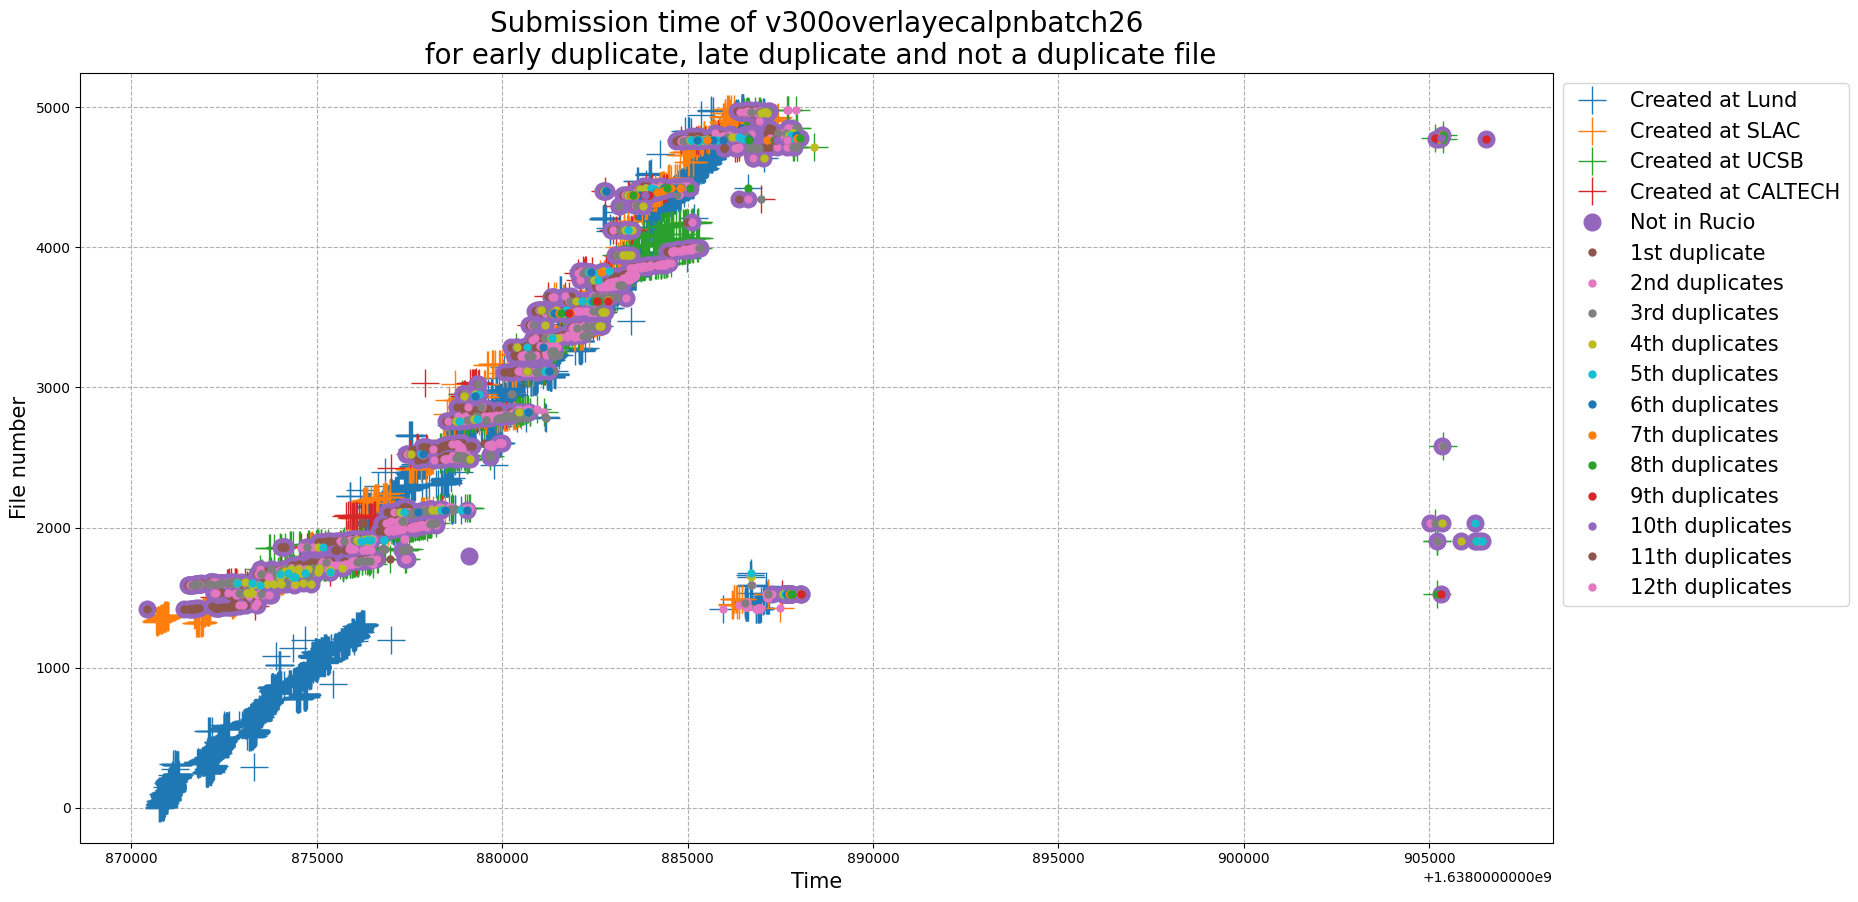 Submission time of v300overlayecalpnbatch26
for early duplicate, late duplicate and not a duplicate file
File number
5000
4000
3000
2000
1000
0
870000
875000
880000
885000
890000
895000
900000
905000
+1.6380000000e9
Time
Created at Lund
Created at SLAC
Created at UCSB
Created at CALTECH
Not in Rucio
1st duplicate
2nd duplicates
3rd duplicates
4th duplicates
5th duplicates
6th duplicates
7th duplicates
8th duplicates
9th duplicates
10th duplicates
11th duplicates
12th duplicates